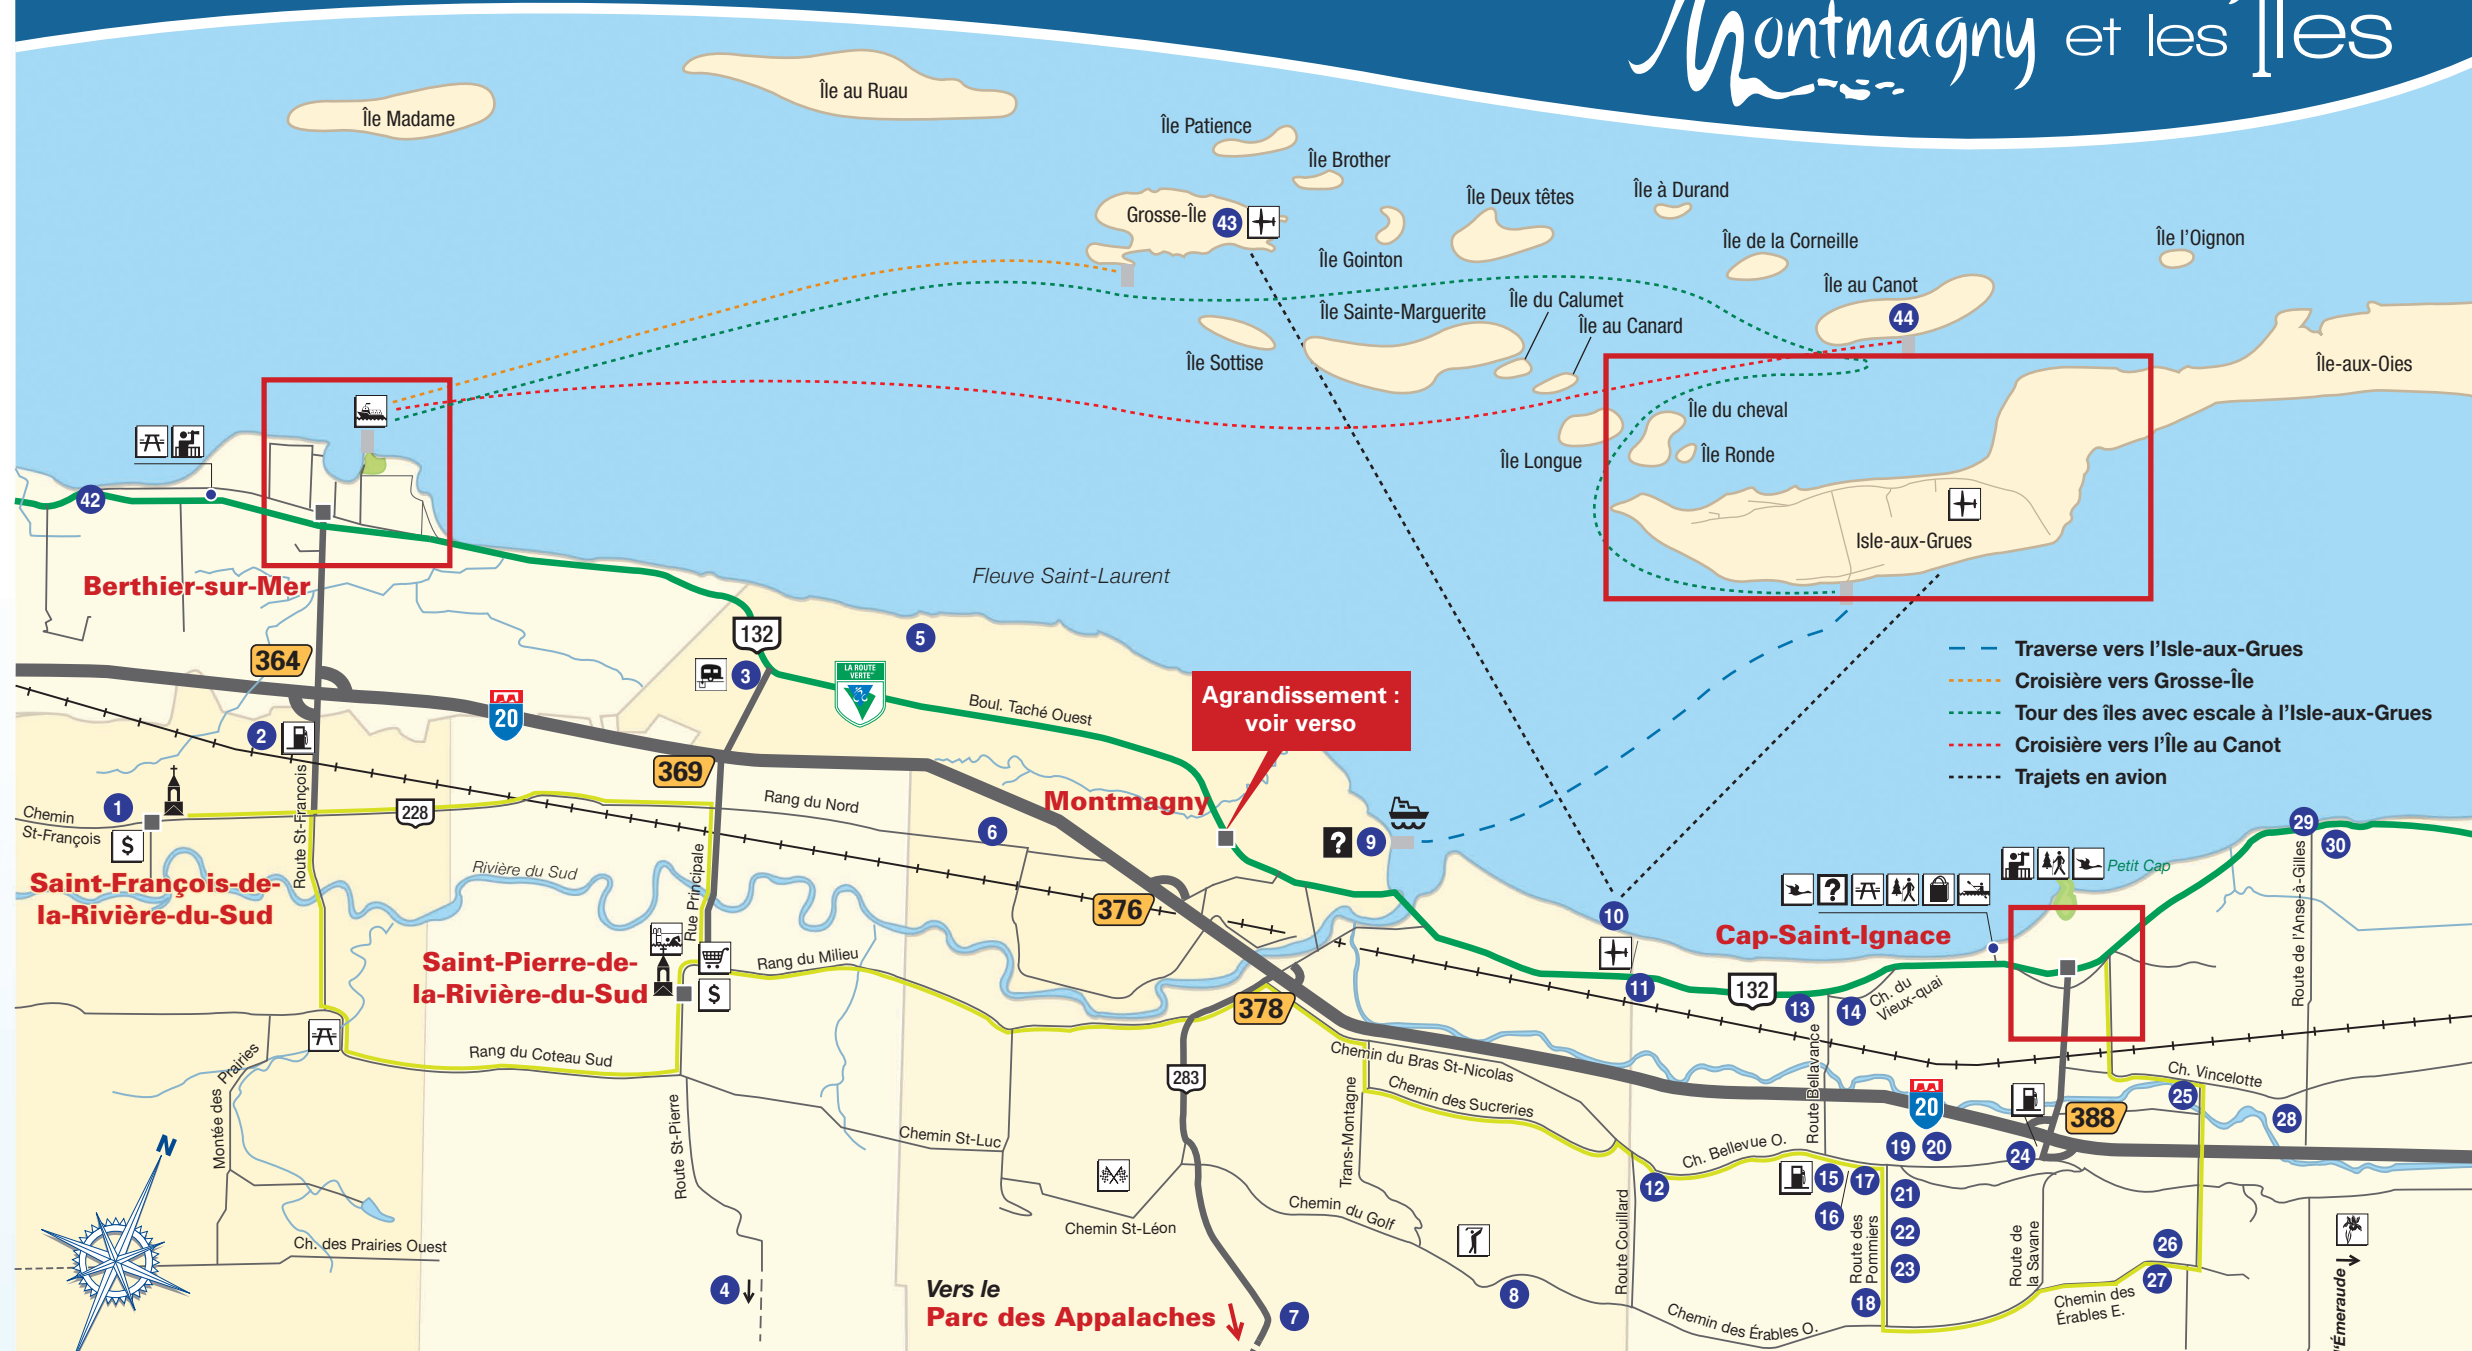 Montmagny et les Îles
Île Madame
Île au Ruau
Île Patience
Île Brother
Grosse-Île
43
Île Gointon
Île Deux têtes
Île à Durand
Île de la Corneille
Île au Canot
44
Île l'Oignon
Île Sottise
Île Sainte-Marguerite
Île du Calumet
Île au Canard
Île-aux-Oies
Île du cheval
Île Ronde
Île Longue
Isle-aux-Grues
42
Berthier-sur-Mer
Fleuve Saint-Laurent
Traverse vers l'Isle-aux-Grues
Croisière vers Grosse-Île
Tour des îles avec escale à l'Isle-aux-Grues
Croisière vers l'Île au Canot
Trajets en avion
364
132
3
5
LA ROUTE
VERTE
Boul. Taché Ouest
Agrandissement :
voir verso
20
2
369
1
Chemin
St-François
$
228
Route St-François
Rang du Nord
6
Montmagny
?
9
Saint-François-de-
la-Rivière-du-Sud
Rivière du Sud
Rue Principale
376
Saint-Pierre-de-
la-Rivière-du-Sud
$
Rang du Milieu
378
10
11
132
13
14
Ch. du
Vieux-quai
Cap-Saint-Ignace
?
Petit Cap
29
30
Route de l'Anse-à-Gilles
Rang du Coteau Sud
Montée des
Prairies
Route St-Pierre
283
Chemin du Bras St-Nicolas
Chemin des Sucreries
Trans-Montagne
Route Bellavance
20
388
Ch. Vincelotte
25
28
Chemin St-Luc
Chemin St-Léon
Chemin du Golf
12
Ch. Bellevue O.
19
20
24
15
17
16
21
22
23
18
Route des
Pommiers
Route Couillard
Route de
la Savane
26
27
Chemin des
Érables E.
Chemin des Érables O.
8
7
Vers le
Parc des Appalaches
4
N
Ch. des Prairies Ouest
'Émeraude